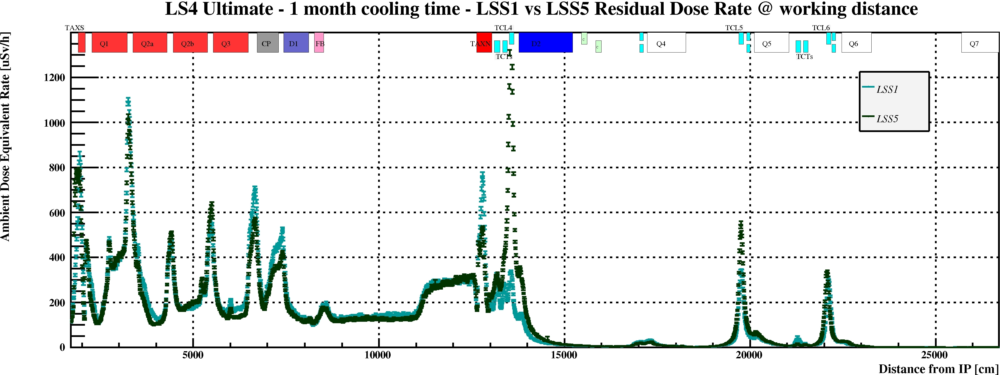 LS4 Ultimate - 1 month cooling time - LSS1 vs LSS5 Residual Dose Rate @ working distance
TAXS TCL4 TCL5 TCL6
Q1 Q2a Q2b Q3 CP D1 FB TAXN D2 C C Q4 Q5 Q6 Q7
TCTs TCTs
Ambient Dose Equivalent Rate [uSv/h]
1200
1000
800
600
400
200
0
LSS1
LSS5
5000 10000 15000 20000 25000
Distance from IP [cm]